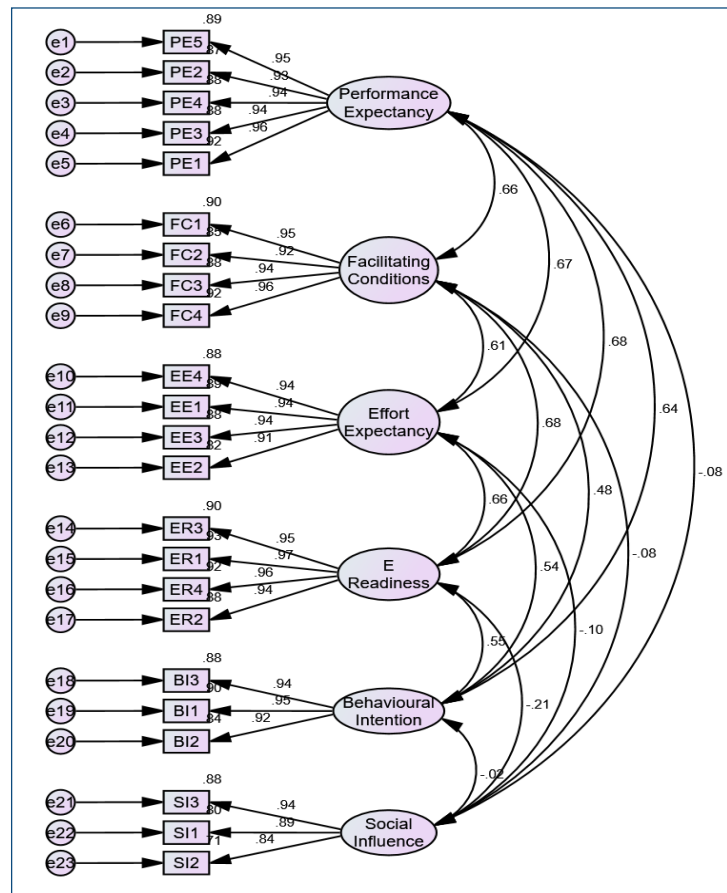 .89
e1 PE5
.87 .95
e2 PE2
.88 .93
e3 PE4 .94
.88 .94
e4 PE3
.92 .96
e5 PE1
Performance
Expectancy
.66
.90
e6 FC1
.85 .95
e7 FC2 .92
.88
e8 FC3 .94
.92 .96
e9 FC4
Facilitating
Conditions
.67
.61
.68
.88
e10 EE4
.89 .94
e11 EE1 .94
.88
e12 EE3 .94
.82 .91
e13 EE2
Effort
Expectancy
.64
.68
-.08
.48
.66
-.08
.90
e14 ER3
.93 .95
e15 ER1 .97
.92
e16 ER4 .96
.88 .94
e17 ER2
E
Readiness
.54
-.10
.55
.88
e18 BI3
.90 .94
e19 BI1 .95
.84 .92
e20 BI2
Behavioural
Intention
-.21
-.02
.88
e21 SI3
.80 .94
e22 SI1 .89
.71 .84
e23 SI2
Social
Influence